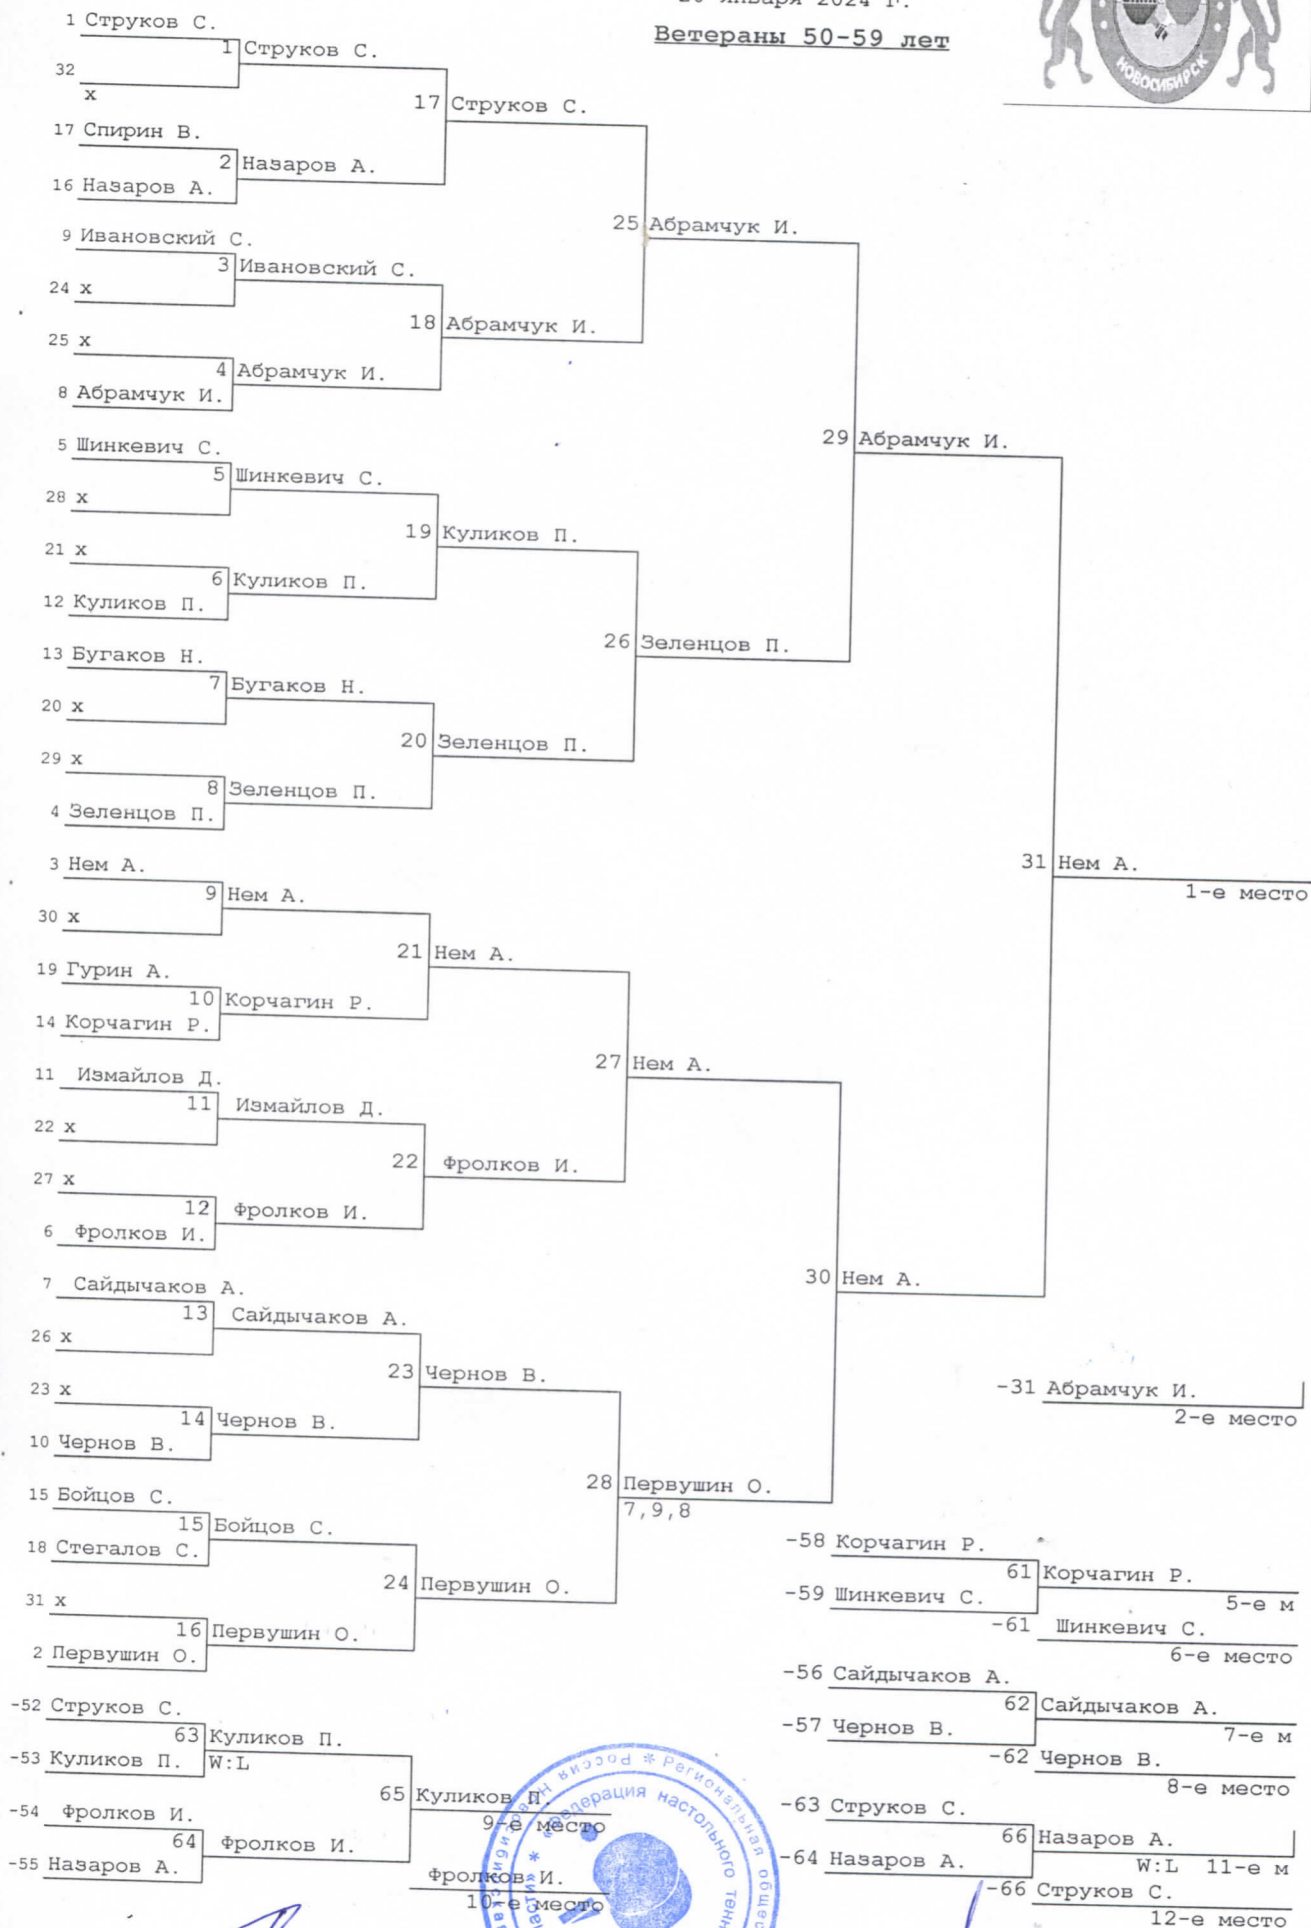 января 2024 г.
Ветераны 50-59 лет
НОВОСИБИРСК
1 Струков С.
1 Струков С.
32
х
17 Струков С.
17 Спирин В.
2 Назаров А.
16 Назаров А.
25 Абрамчук И.
9 Ивановский С.
3 Ивановский С.
24 х
18 Абрамчук И.
25 х
4 Абрамчук И.
8 Абрамчук И.
29 Абрамчук И.
5 Шинкевич С.
5 Шинкевич С.
28 х
19 Куликов П.
21 х
6 Куликов П.
12 Куликов П.
26 Зеленцов П.
13 Бугаков Н.
7 Бугаков Н.
20 х
20 Зеленцов П.
29 х
8 Зеленцов П.
4 Зеленцов П.
31 Нем А.
1-е место
3 Нем А.
9 Нем А.
30 х
21 Нем А.
19 Гурин А.
10 Корчагин Р.
14 Корчагин Р.
27 Нем А.
11 Измайлов Д.
11 Измайлов Д.
22 х
22 Фролков И.
27 х
12 Фролков И.
6 Фролков И.
30 Нем А.
7 Сайдычаков А.
13 Сайдычаков А.
26 х
23 Чернов В.
23 х
14 Чернов В.
10 Чернов В.
-31 Абрамчук И.
2-е место
28 Первушин О.
7,9,8
15 Бойцов С.
15 Бойцов С.
18 Стегалов С.
24 Первушин О.
31 х
16 Первушин О.
2 Первушин О.
-58 Корчагин Р.
61 Корчагин Р.
5-е м
-59 Шинкевич С.
-61 Шинкевич С.
6-е место
-56 Сайдычаков А.
62 Сайдычаков А.
7-е м
-57 Чернов В.
-62 Чернов В.
8-е место
-52 Струков С.
63 Куликов П.
-53 Куликов П.
W:L
65 Куликов П.
9-е место
-54 Фролков И.
64 Фролков И.
-55 Назаров А.
Фролков И.
10-е место
-63 Струков С.
66 Назаров А.
W:L 11-е м
-64 Назаров А.
-66 Струков С.
12-е место
Россия * Региональная
«Федерация настольного